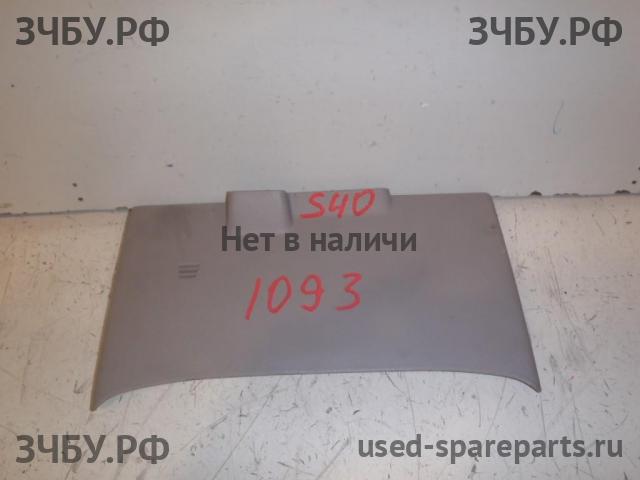 ЗЧБУ.РФ ЗЧБУ.РФ
S40
Нет в наличи
1093
ЗЧБУ.РФ used-spareparts.ru